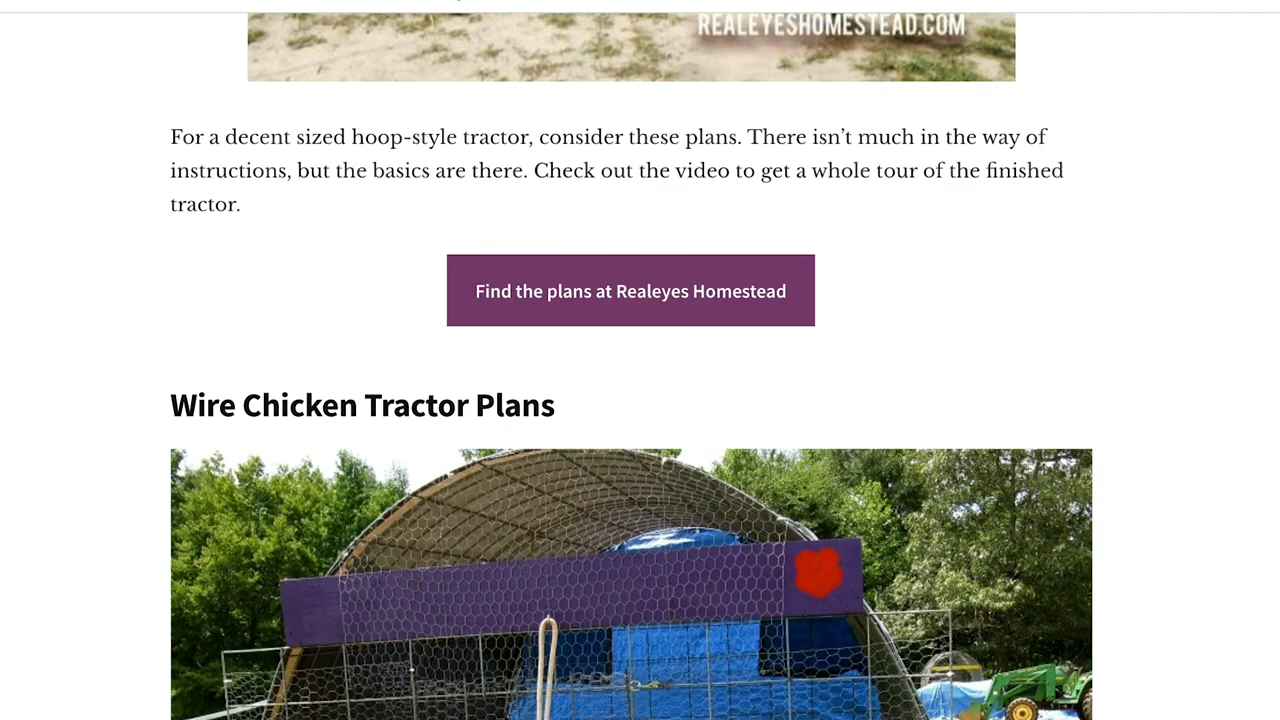 REALEYESHOMESTEAD.COM
For a decent sized hoop-style tractor, consider these plans. There isn’t much in the way of
instructions, but the basics are there. Check out the video to get a whole tour of the finished
tractor.
Find the plans at Realeyes Homestead
Wire Chicken Tractor Plans